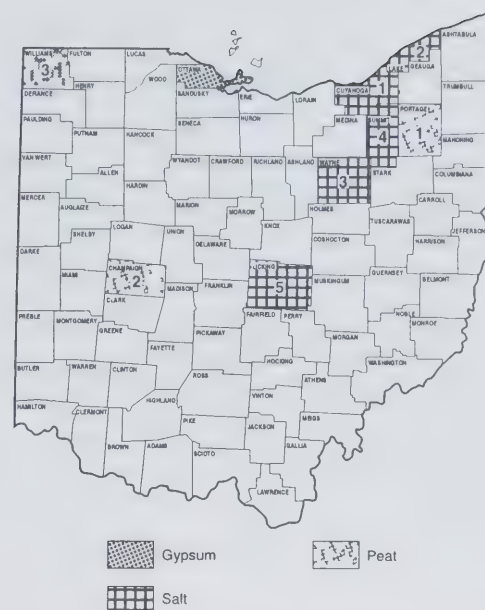 ASHTABULA
WILLIAMS
FULTON
LUCAS
2
LAKE
GEAUGA
3
OTTAWA
WOOD
HENRY
DEFIANCE
SANDUSKY
ERIE
LORAIN
CUYAHOGA
1
TRUMBULL
PORTAGE
PAULDING
SENECA
HURON
MEDINA
SUMMIT
4
1
PUTNAM
HANCOCK
MAHONING
VAN WERT
WYANDOT
CRAWFORD
RICHLAND
ASHLAND
WAYNE
STARK
ALLEN
3
COLUMBIANA
HARDIN
MERCER
MARION
CARROLL
AUGLAIZE
MORROW
HOLMES
TUSCARAWAS
JEFFERSON
LOGAN
UNION
KNOX
SHELBY
DELAWARE
COSHOCTON
HARRISON
DARKE
CHAMPAIGN
LICKING
2
MIAMI
5
MUSKINGUM
GUERNSEY
BELMONT
MADISON
FRANKLIN
CLARK
PREBLE
MONTGOMERY
FAIRFIELD
PERRY
NOBLE
MONROE
GREENE
PICKAWAY
MORGAN
FAYETTE
HOCKING
WASHINGTON
BUTLER
WARREN
CLINTON
ROSS
ATHENS
VINTON
HAMILTON
CLERMONT
HIGHLAND
PIKE
MEIGS
JACKSON
BROWN
ADAMS
SCIOTO
GALLIA
LAWRENCE
Gypsum
Peat
Salt